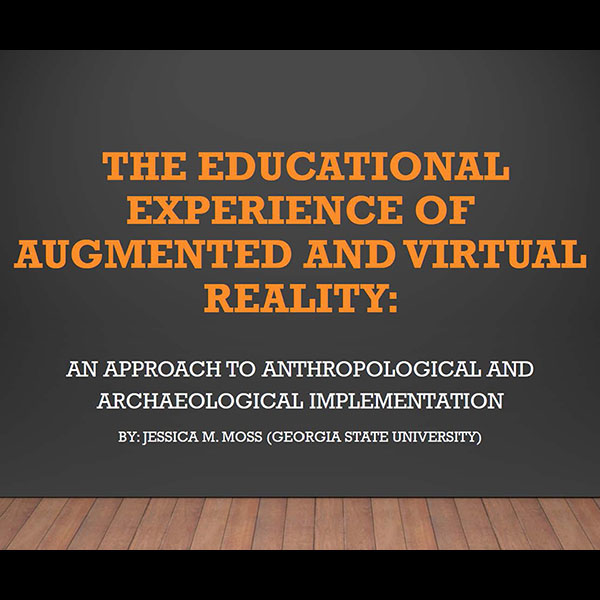 THE EDUCATIONAL
EXPERIENCE OF
AUGMENTED AND VIRTUAL
REALITY:
AN APPROACH TO ANTHROPOLOGICAL AND
ARCHAEOLOGICAL IMPLEMENTATION
BY: JESSICA M. MOSS (GEORGIA STATE UNIVERSITY)